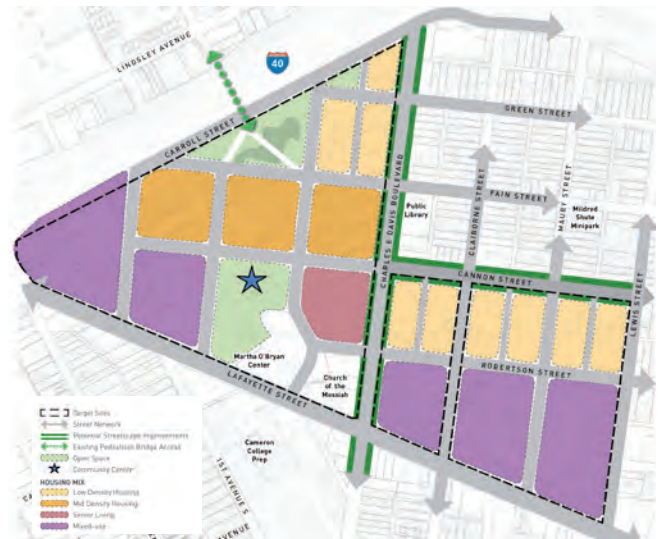 LINDSLEY AVENUE
40
CARROLL STREET
GREEN STREET
CHARLES E DAVIS BOULEVARD
FAIN STREET
Public
Library
CLAIBORNE STREET
MAURY STREET
Mildred
Shute
Minipark
CANNON STREET
LEWIS STREET
ROBERTSON STREET
Martha O'Bryan
Center
LAFAYETTE STREET
Church
of the
Messiah
Cameron
College
Prep
1ST AVENUE S
AVENUE
Target Sites
Street Network
Potential Streetscape Improvements
Existing Pedestrian Bridge Access
Open Space
Community Center
HOUSING MIX
Low Density Housing
Mid Density Housing
Senior Living
Mixed-use